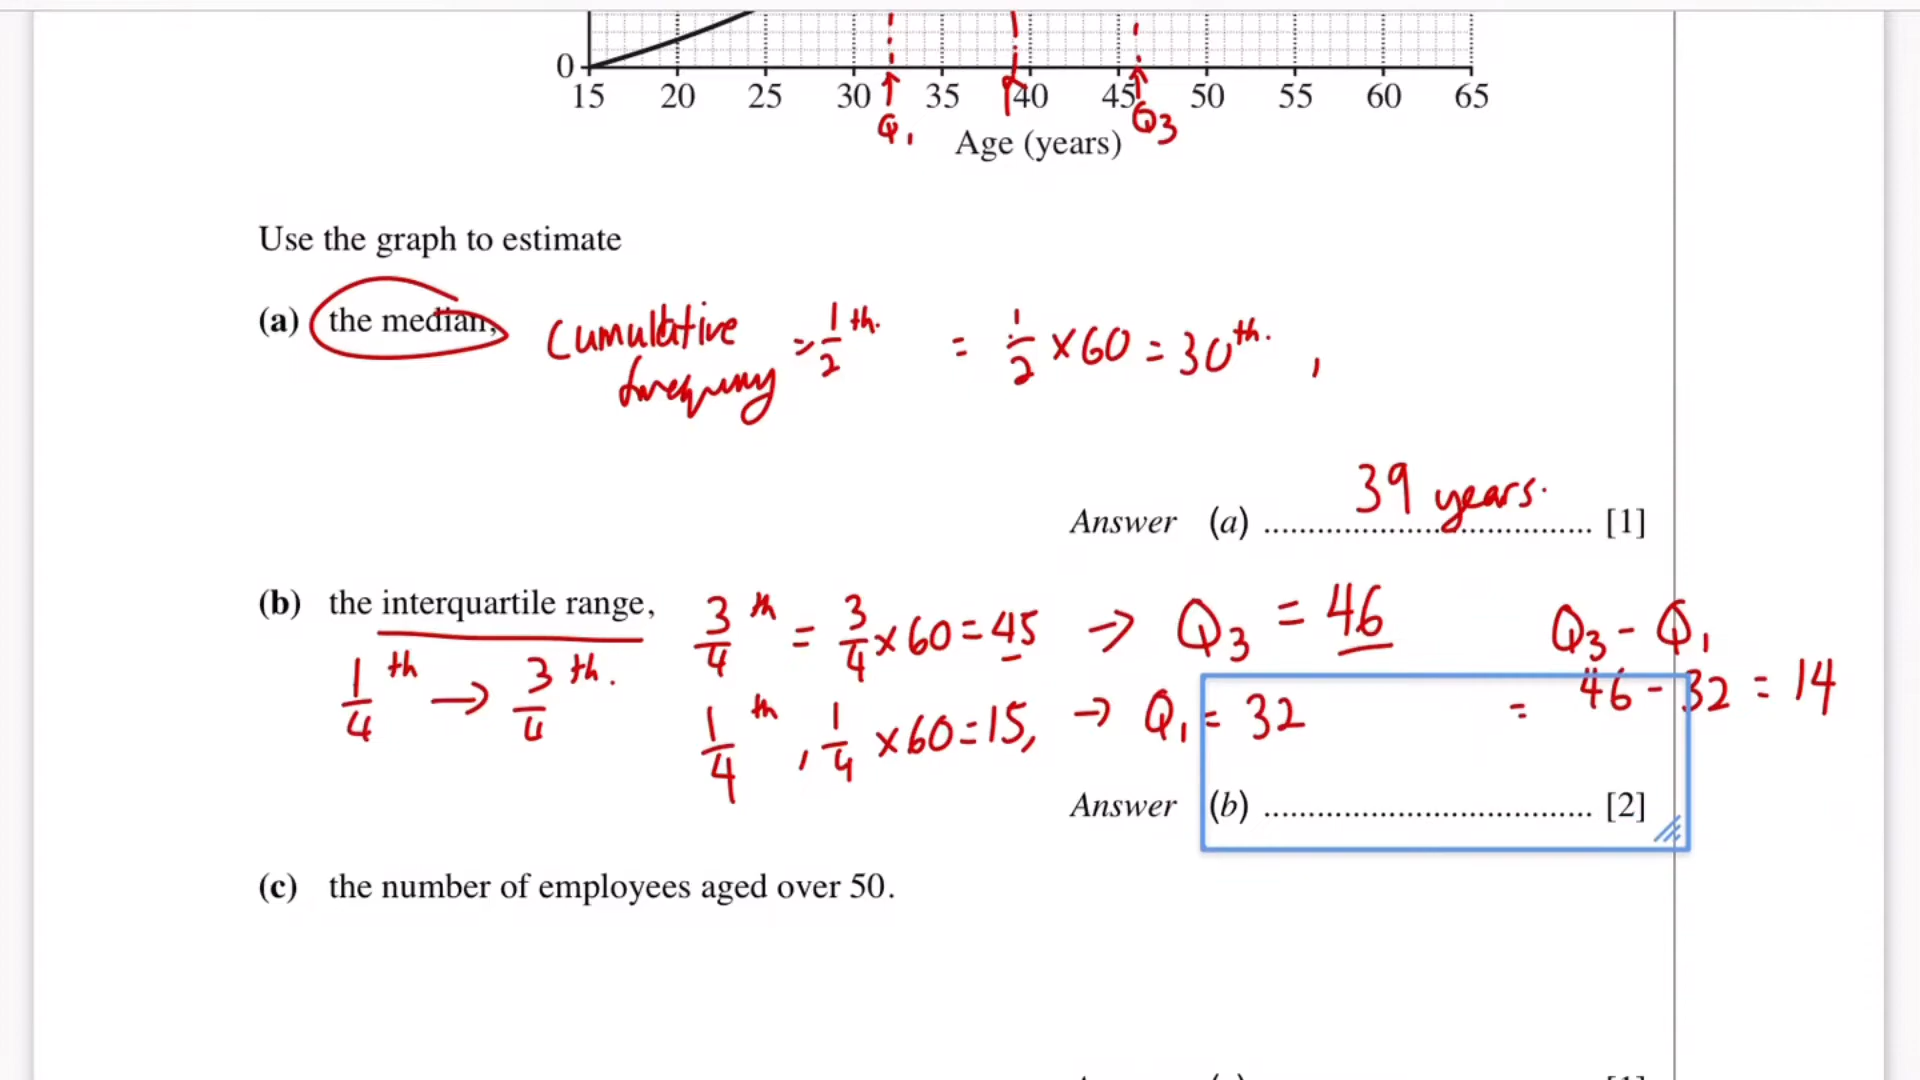 0
15 20 25 30 35 40 45 50 55 60 65
Q1 Q3
Age (years)
Use the graph to estimate
(a) the median, Cumulative frequency = 1/2 th. = 1/2 × 60 = 30th. ,
39 years.
Answer (a) .................................... [1]
(b) the interquartile range, 3/4 th = 3/4 × 60 = 45 → Q3 = 46 Q3 - Q1
1/4 th → 3/4 th. 1/4 th , 1/4 × 60 = 15, → Q1 = 32 = 46 - 32 = 14
Answer (b) .................................... [2]
(c) the number of employees aged over 50.